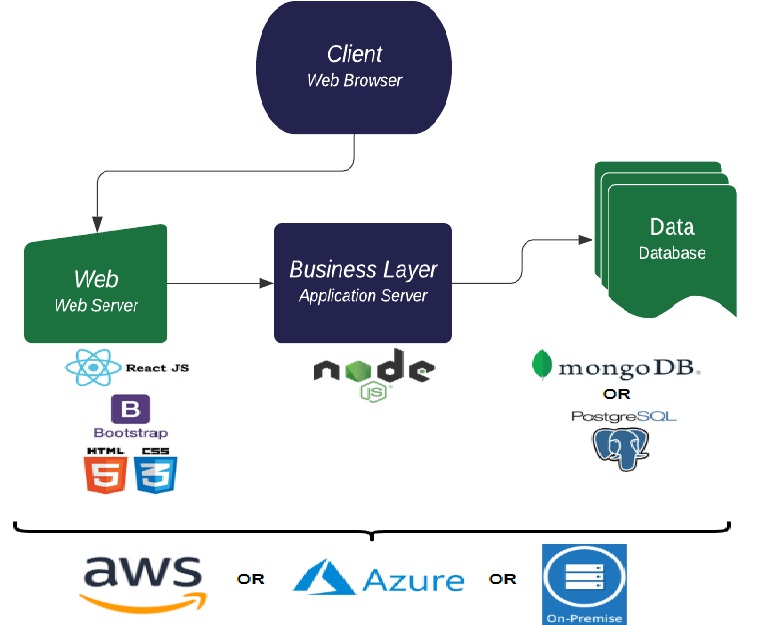 Client
Web Browser
Web
Web Server
Business Layer
Application Server
Data
Database
React JS
B
Bootstrap
HTML
5
CSS
3
node
JS
mongoDB.
OR
PostgreSQL
aws
OR
Azure
OR
On-Premise